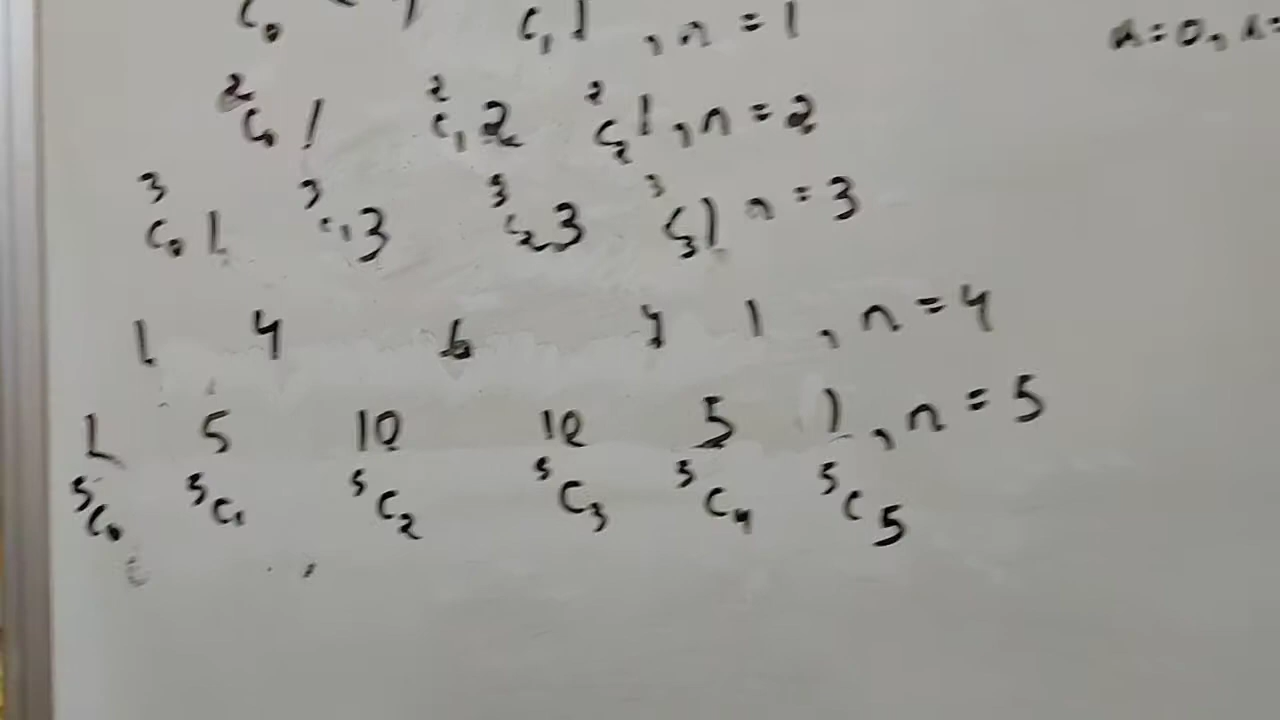 C₀ C₁ 1 , n = 1
n = 0,
²C₀ 1 ²C₁ 2 ²C₂ 1 , n = 2
³C₀ 1 ³C₁ 3 ³C₂ 3 ³C₃ 1 n = 3
1 4 6 4 1 , n = 4
1 5 10 10 5 1 , n = 5
⁵C₀ ⁵C₁ ⁵C₂ ⁵C₃ ⁵C₄ ⁵C₅